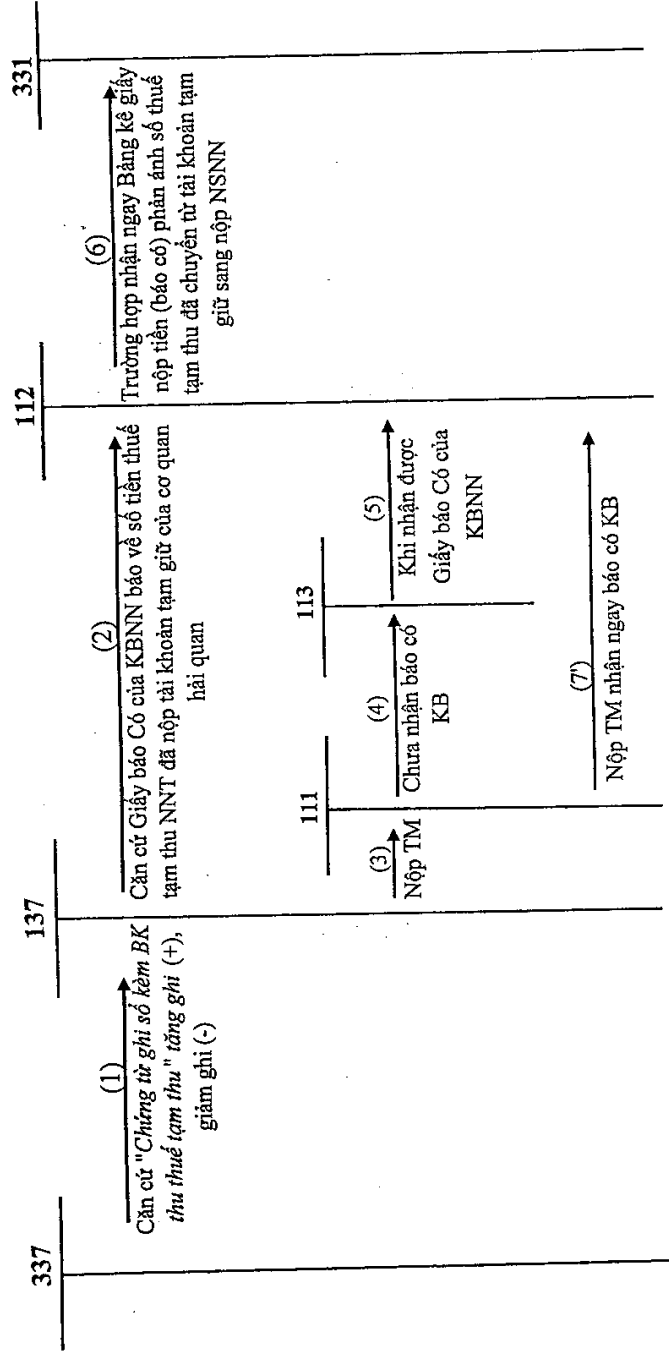 337
(1)
Căn cứ "Chứng từ ghi số kèm BK
thu thuế tạm thu" tăng ghi (+),
giảm ghi (-)
137
(2)
Căn cứ Giấy báo Có của KBNN báo về số tiền thuế
tạm thu NNT đã nộp tài khoản tạm giữ của cơ quan
hải quan
(3)
Nộp TM
111
(4)
Chưa nhận báo có
KB
113
(5)
Khi nhận được
Giấy báo Có của
KBNN
(7')
Nộp TM nhận ngay báo có KB
112
(6)
Trường hợp nhận ngay Bảng kê giấy
nộp tiền (báo có) phản ánh số thuế
tạm thu đã chuyển từ tài khoản tạm
giữ sang nộp NSNN
331